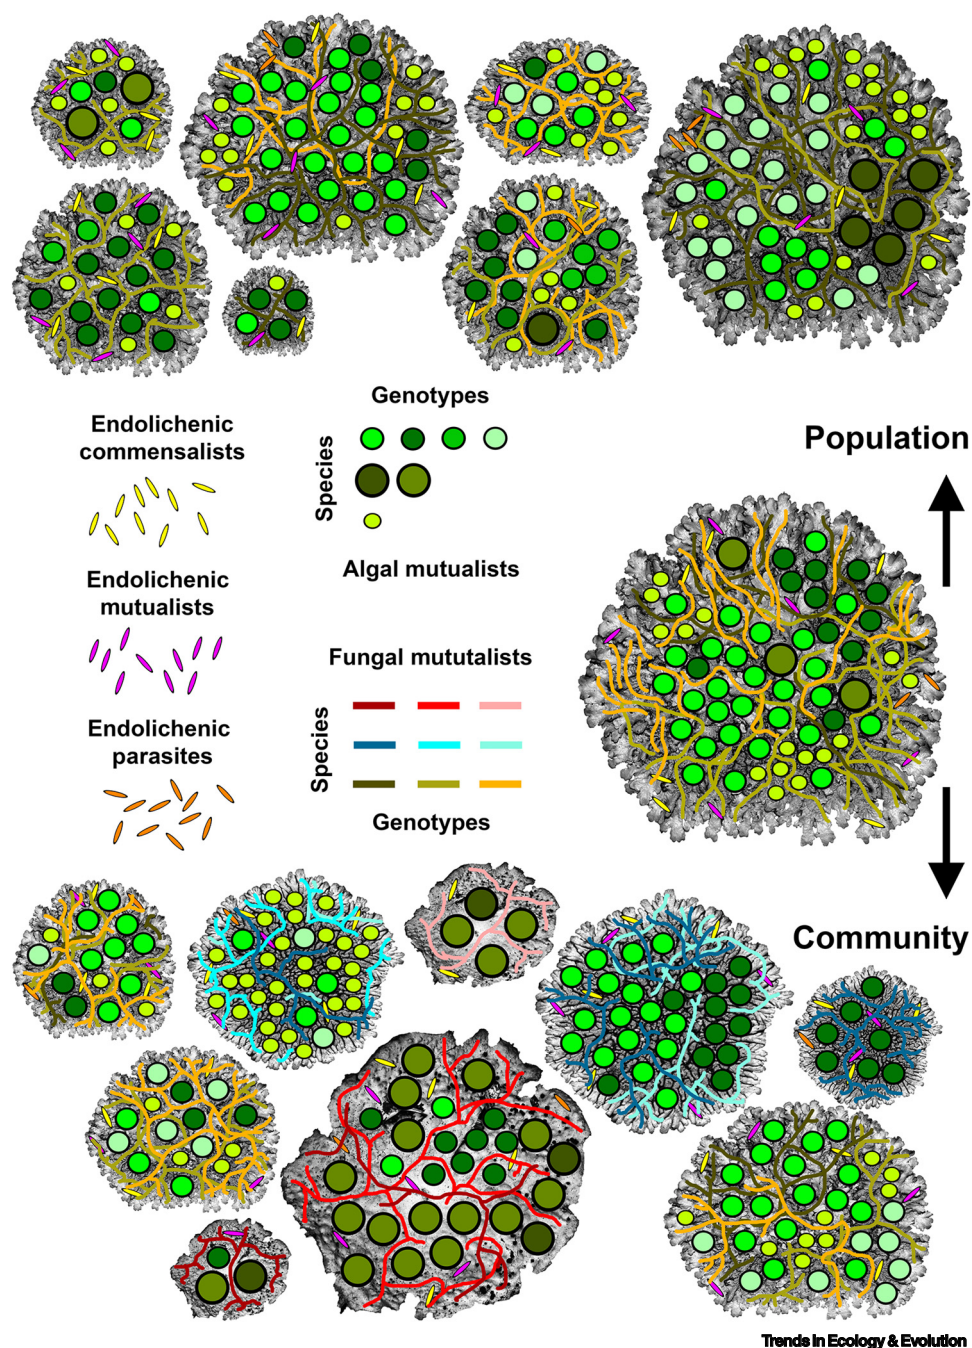 Genotypes
Endolichenic
commensalists
Species
Population
Algal mutualists
Endolichenic
mutualists
Fungal mututalists
Endolichenic
parasites
Species
Genotypes
Community
Trends in Ecology & Evolution